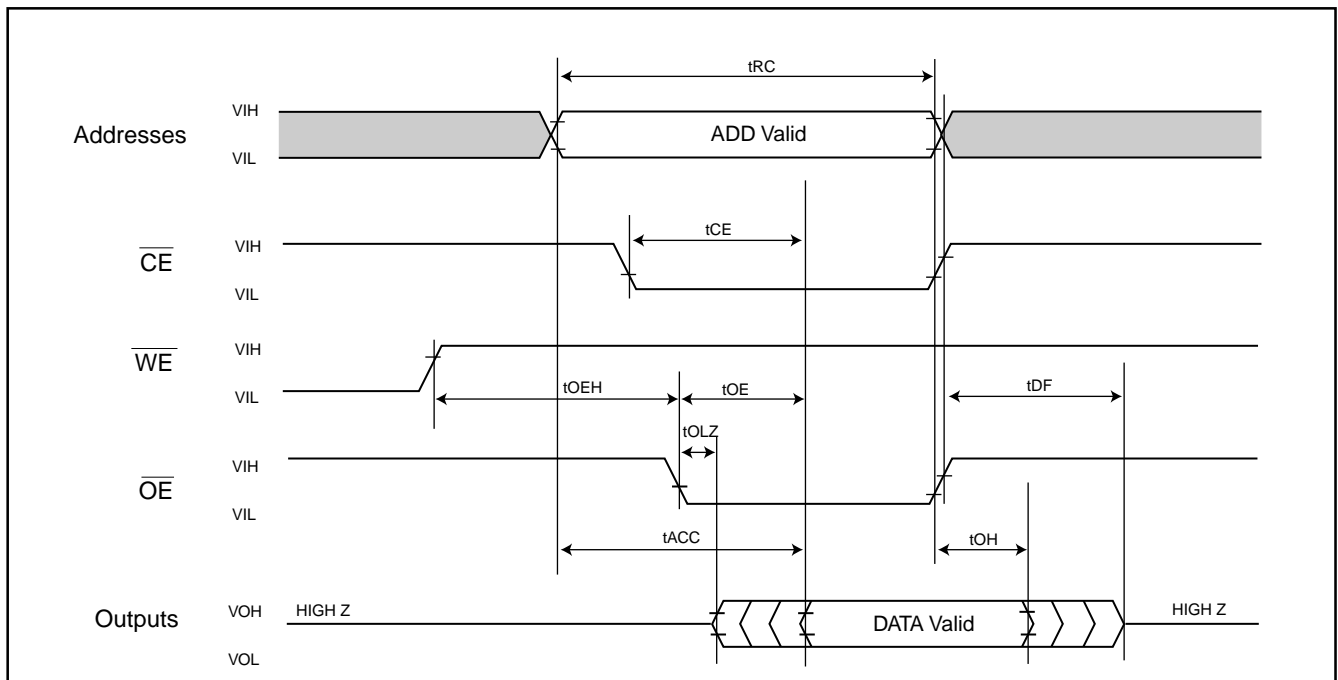 tRC
VIH
Addresses
ADD Valid
VIL
tCE
VIH
CE
VIL
VIH
WE
VIL
tOEH
tOE
tDF
tOLZ
VIH
OE
VIL
tACC
tOH
VOH
HIGH Z
HIGH Z
Outputs
DATA Valid
VOL